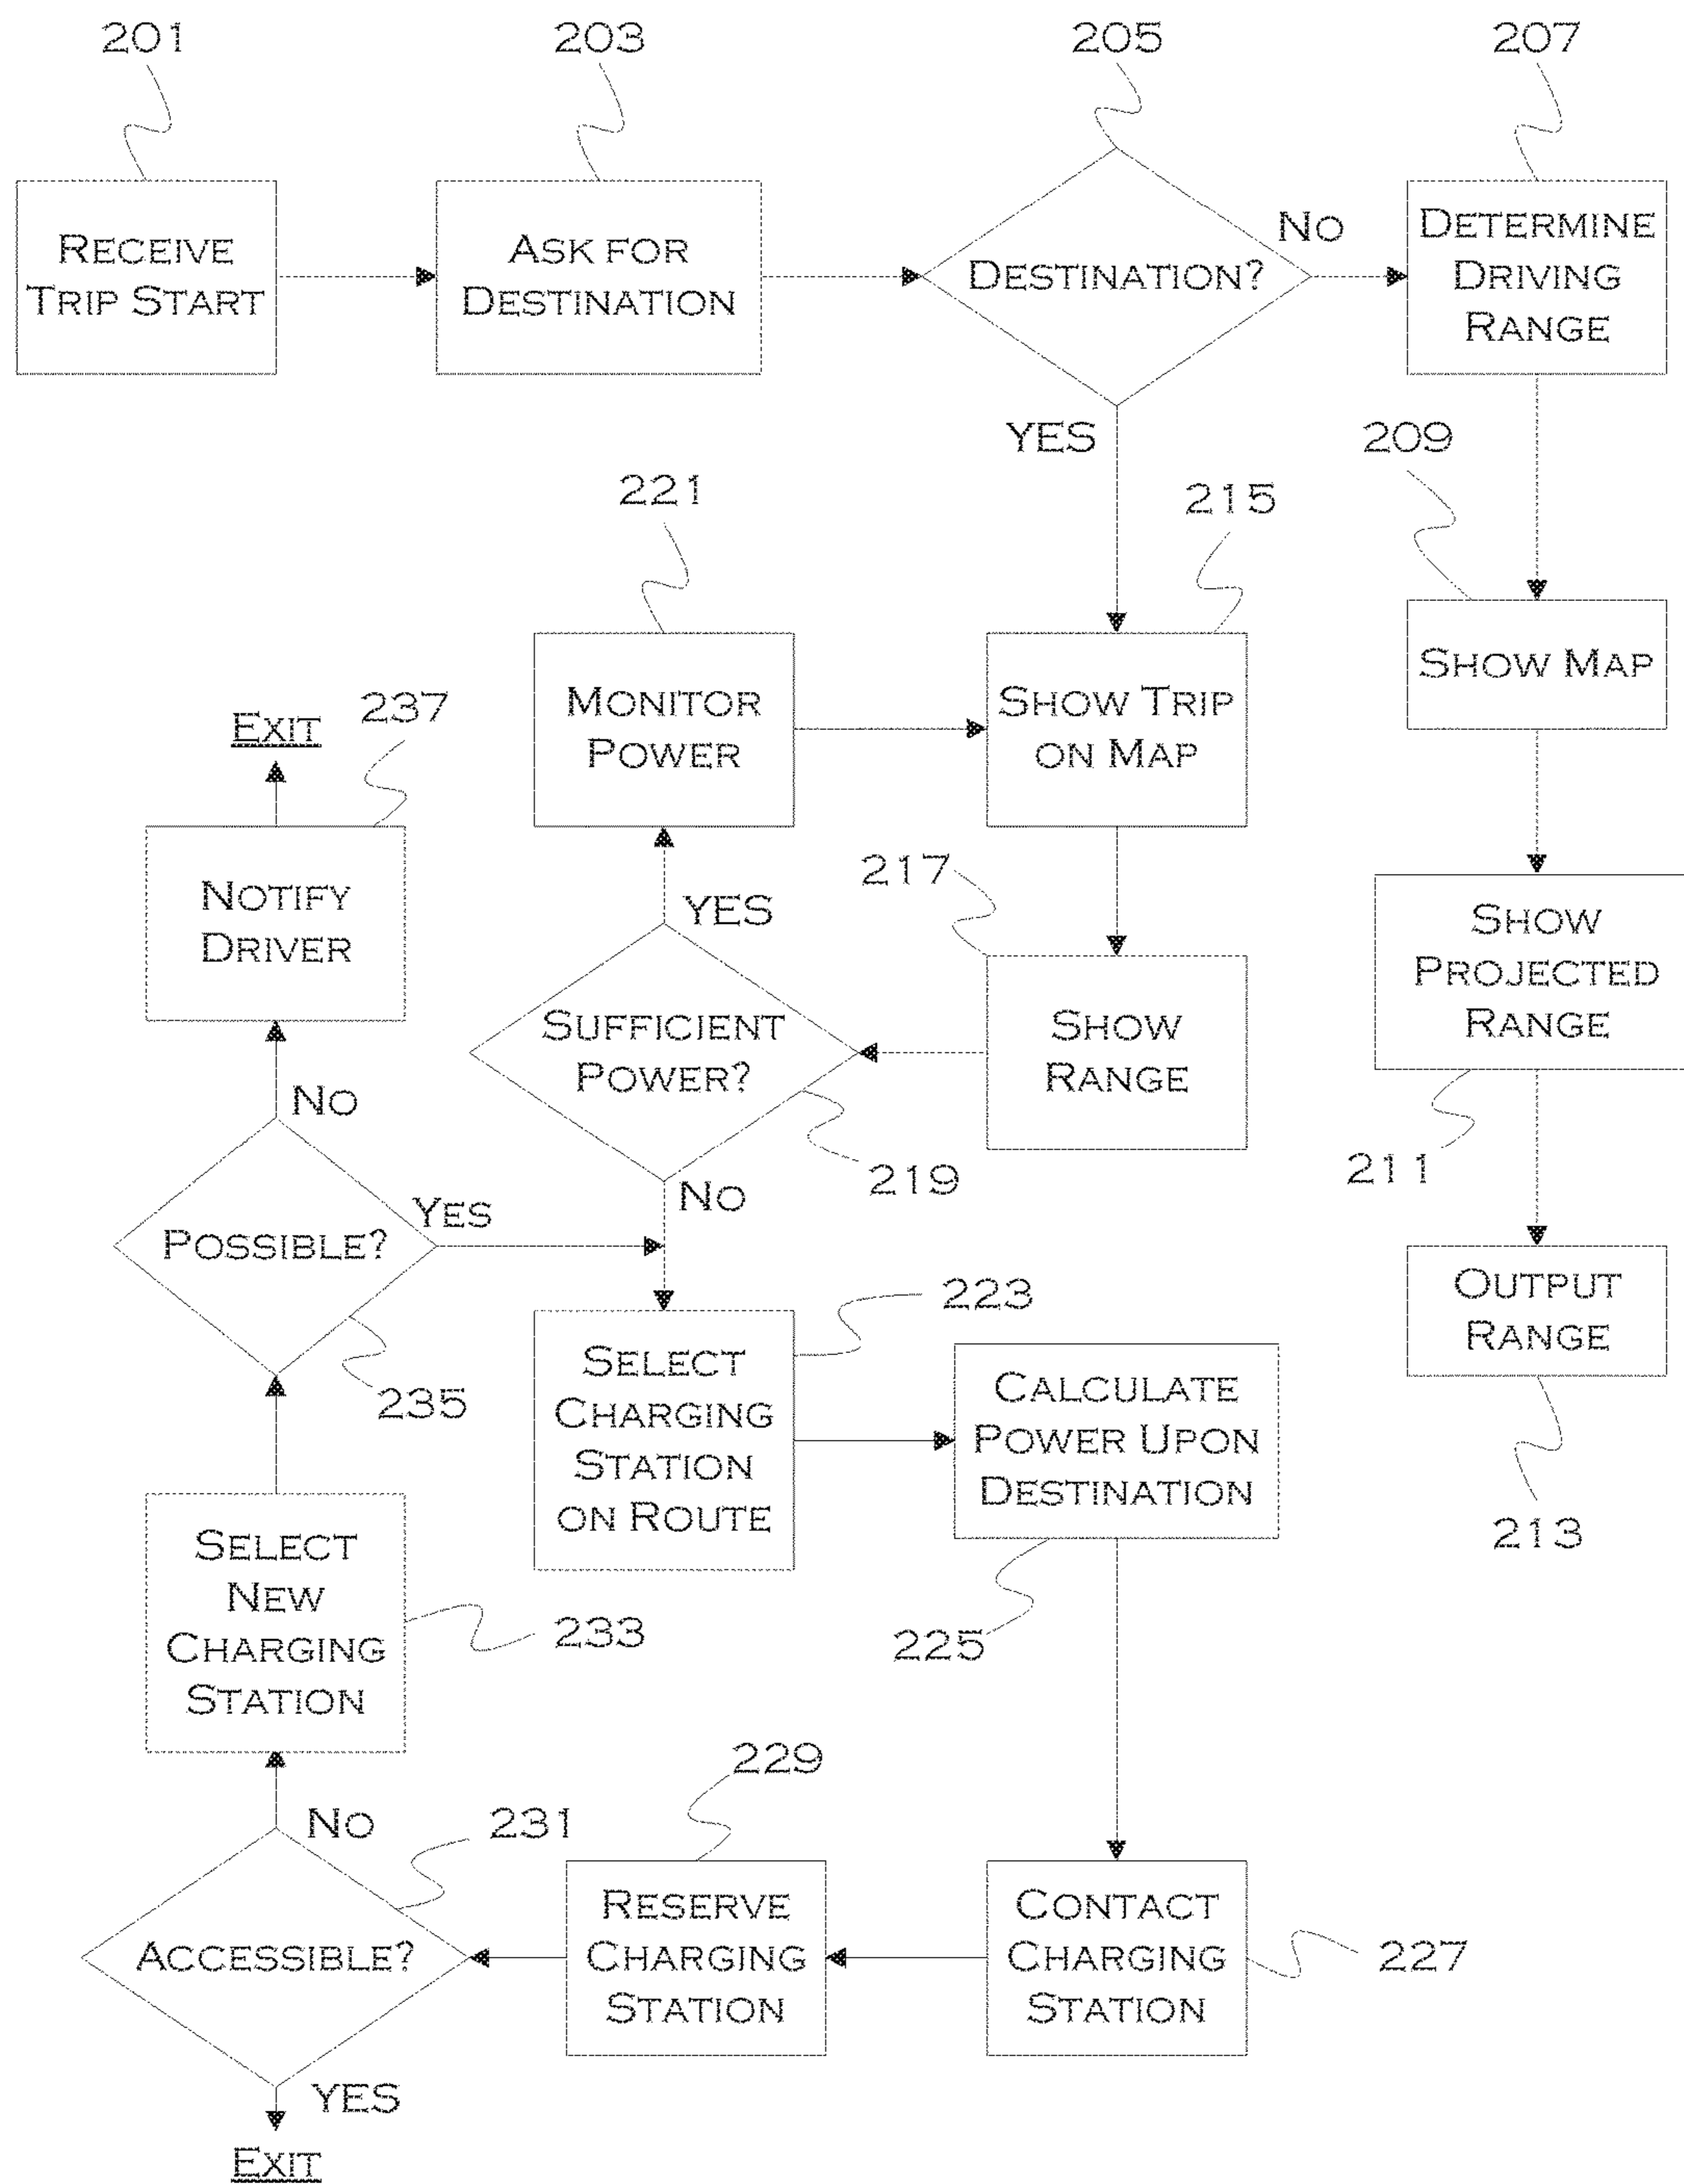 201
203
205
207
RECEIVE
TRIP START
ASK FOR
DESTINATION
DESTINATION?
NO
DETERMINE
DRIVING
RANGE
YES
209
221
215
MONITOR
POWER
SHOW TRIP
ON MAP
SHOW MAP
EXIT
237
NOTIFY
DRIVER
217
YES
SUFFICIENT
POWER?
SHOW
RANGE
SHOW
PROJECTED
RANGE
NO
219
211
NO
POSSIBLE?
YES
235
223
SELECT
CHARGING
STATION
ON ROUTE
CALCULATE
POWER UPON
DESTINATION
OUTPUT
RANGE
213
SELECT
NEW
CHARGING
STATION
233
225
229
NO
231
ACCESSIBLE?
RESERVE
CHARGING
STATION
CONTACT
CHARGING
STATION
227
YES
EXIT